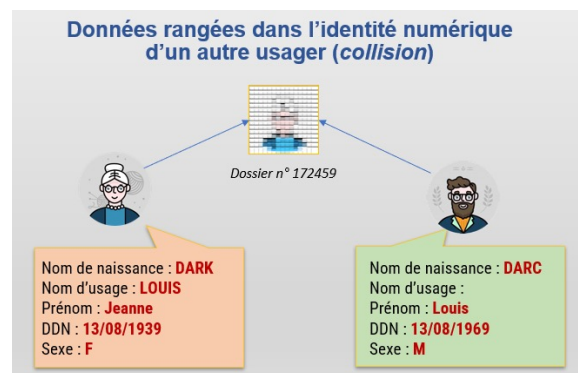 Données rangées dans l’identité numérique
d’un autre usager (collision)
Dossier n° 172459
Nom de naissance : DARK
Nom d’usage : LOUIS
Prénom : Jeanne
DDN : 13/08/1939
Sexe : F
Nom de naissance : DARC
Nom d’usage :
Prénom : Louis
DDN : 13/08/1969
Sexe : M